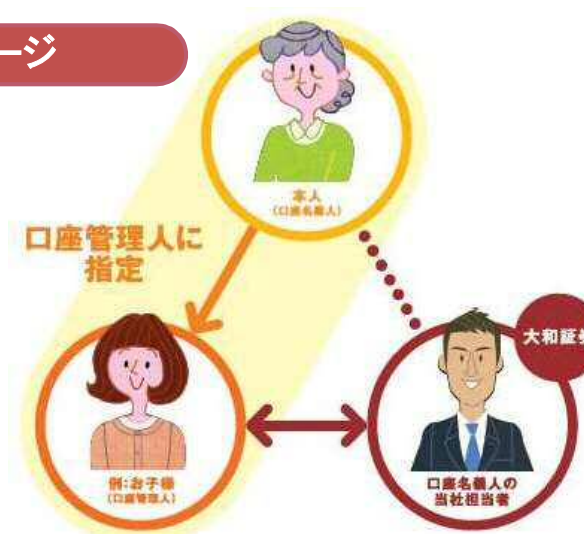 ージ
本人
(口座名義人)
口座管理人に
指定
大和証券
例:お子様
(口座管理人)
口座名義人の
当社担当者